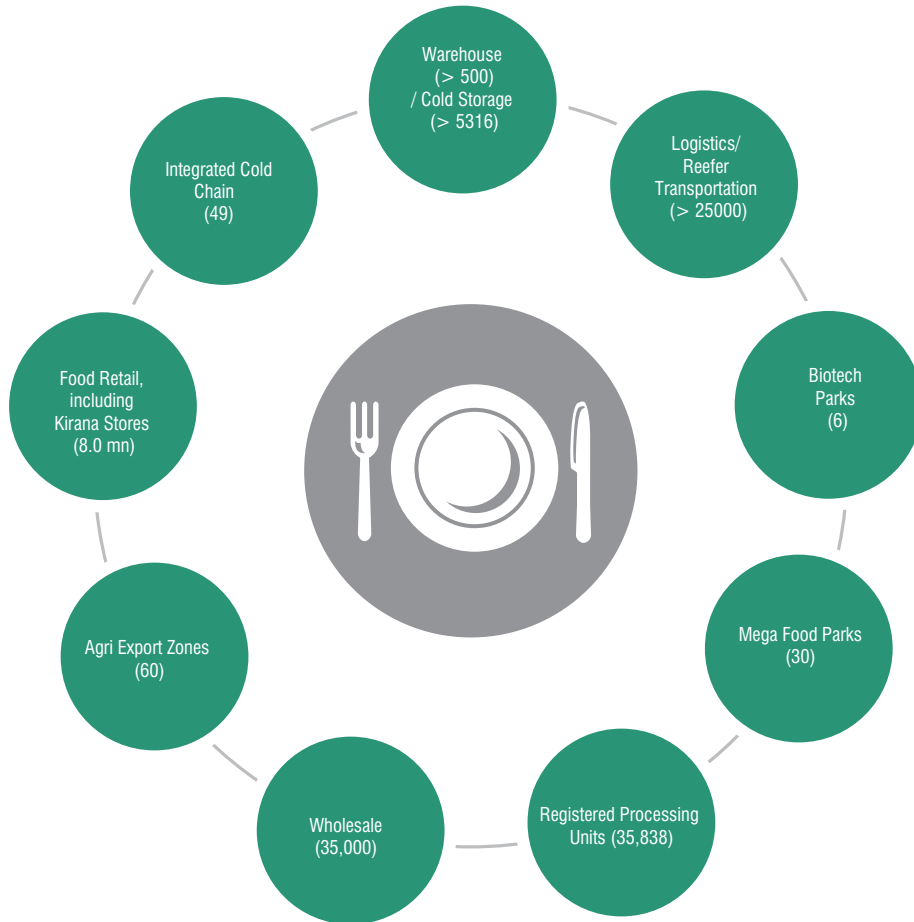 Warehouse
(> 500)
/ Cold Storage
(> 5316)
Logistics/
Reefer
Transportation
(> 25000)
Biotech
Parks
(6)
Mega Food Parks
(30)
Registered Processing
Units (35,838)
Wholesale
(35,000)
Agri Export Zones
(60)
Food Retail,
including
Kirana Stores
(8.0 mn)
Integrated Cold
Chain
(49)